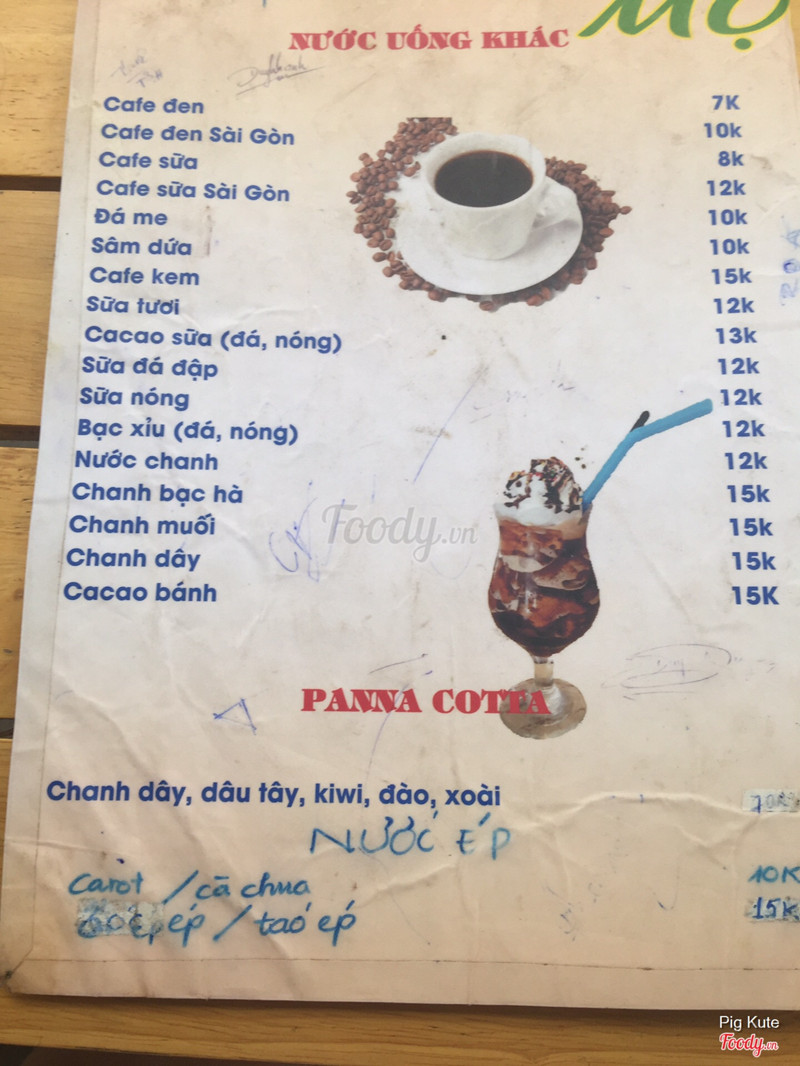 MỘ
NƯỚC UỐNG KHÁC
Cafe đen 7K
Cafe đen Sài Gòn 10k
Cafe sữa 8k
Cafe sữa Sài Gòn 12k
Đá me 10k
Sâm dứa 10k
Cafe kem 15k
Sữa tươi 12k
Cacao sữa (đá, nóng) 13k
Sữa đá đập 12k
Sữa nóng 12k
Bạc xỉu (đá, nóng) 12k
Nước chanh 12k
Chanh bạc hà 15k
Chanh muối 15k
Chanh dây 15k
Cacao bánh 15K
Foody.vn
PANNA COTTA
Chanh dây, dâu tây, kiwi, đào, xoài
NƯỚC ÉP
Carot / cà chua 10K
ép / táo ép 15K
Pig Kute
Foody.vn